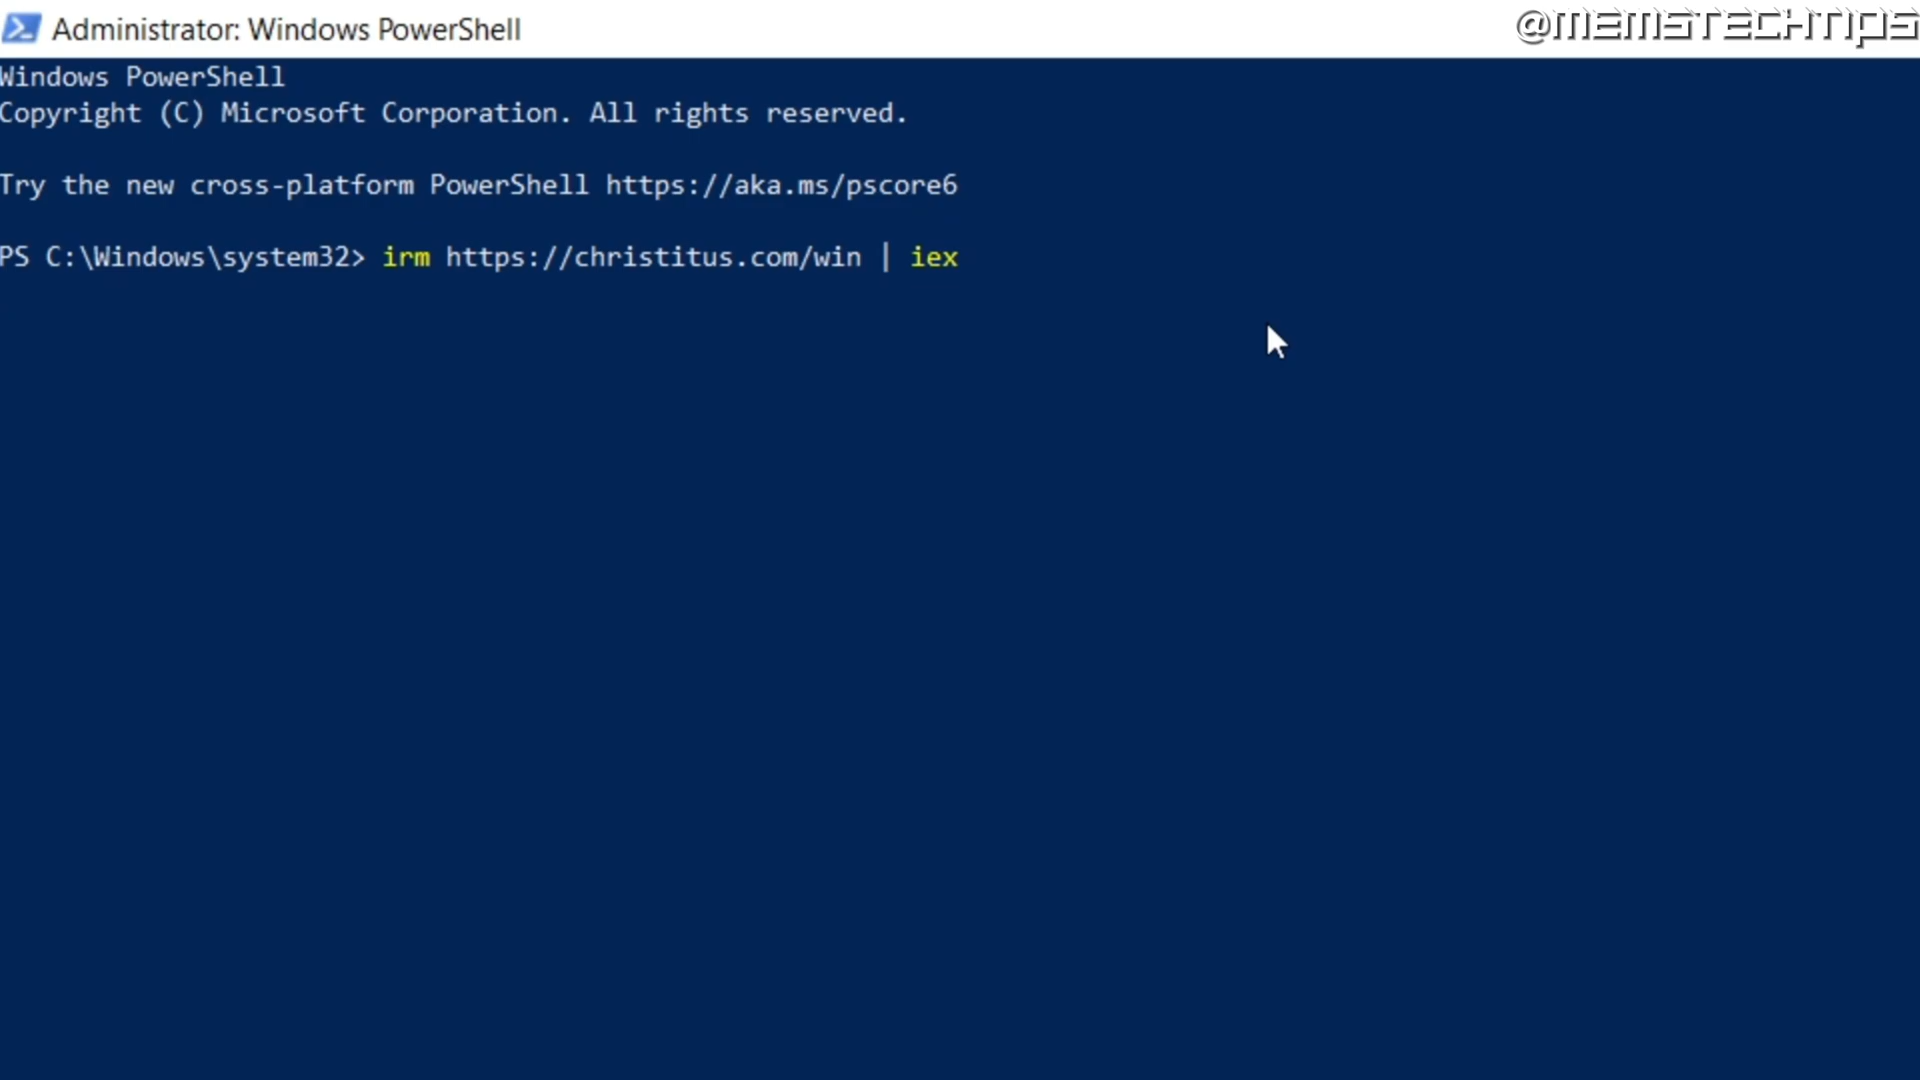 Administrator: Windows PowerShell
@MEMSTECHTIPS
Windows PowerShell
Copyright (C) Microsoft Corporation. All rights reserved.
Try the new cross-platform PowerShell https://aka.ms/pscore6
PS C:\Windows\system32> irm https://christitus.com/win | iex